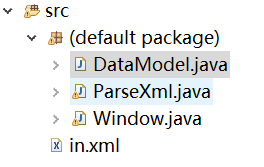 src
(default package)
DataModel.java
ParseXml.java
Window.java
in.xml